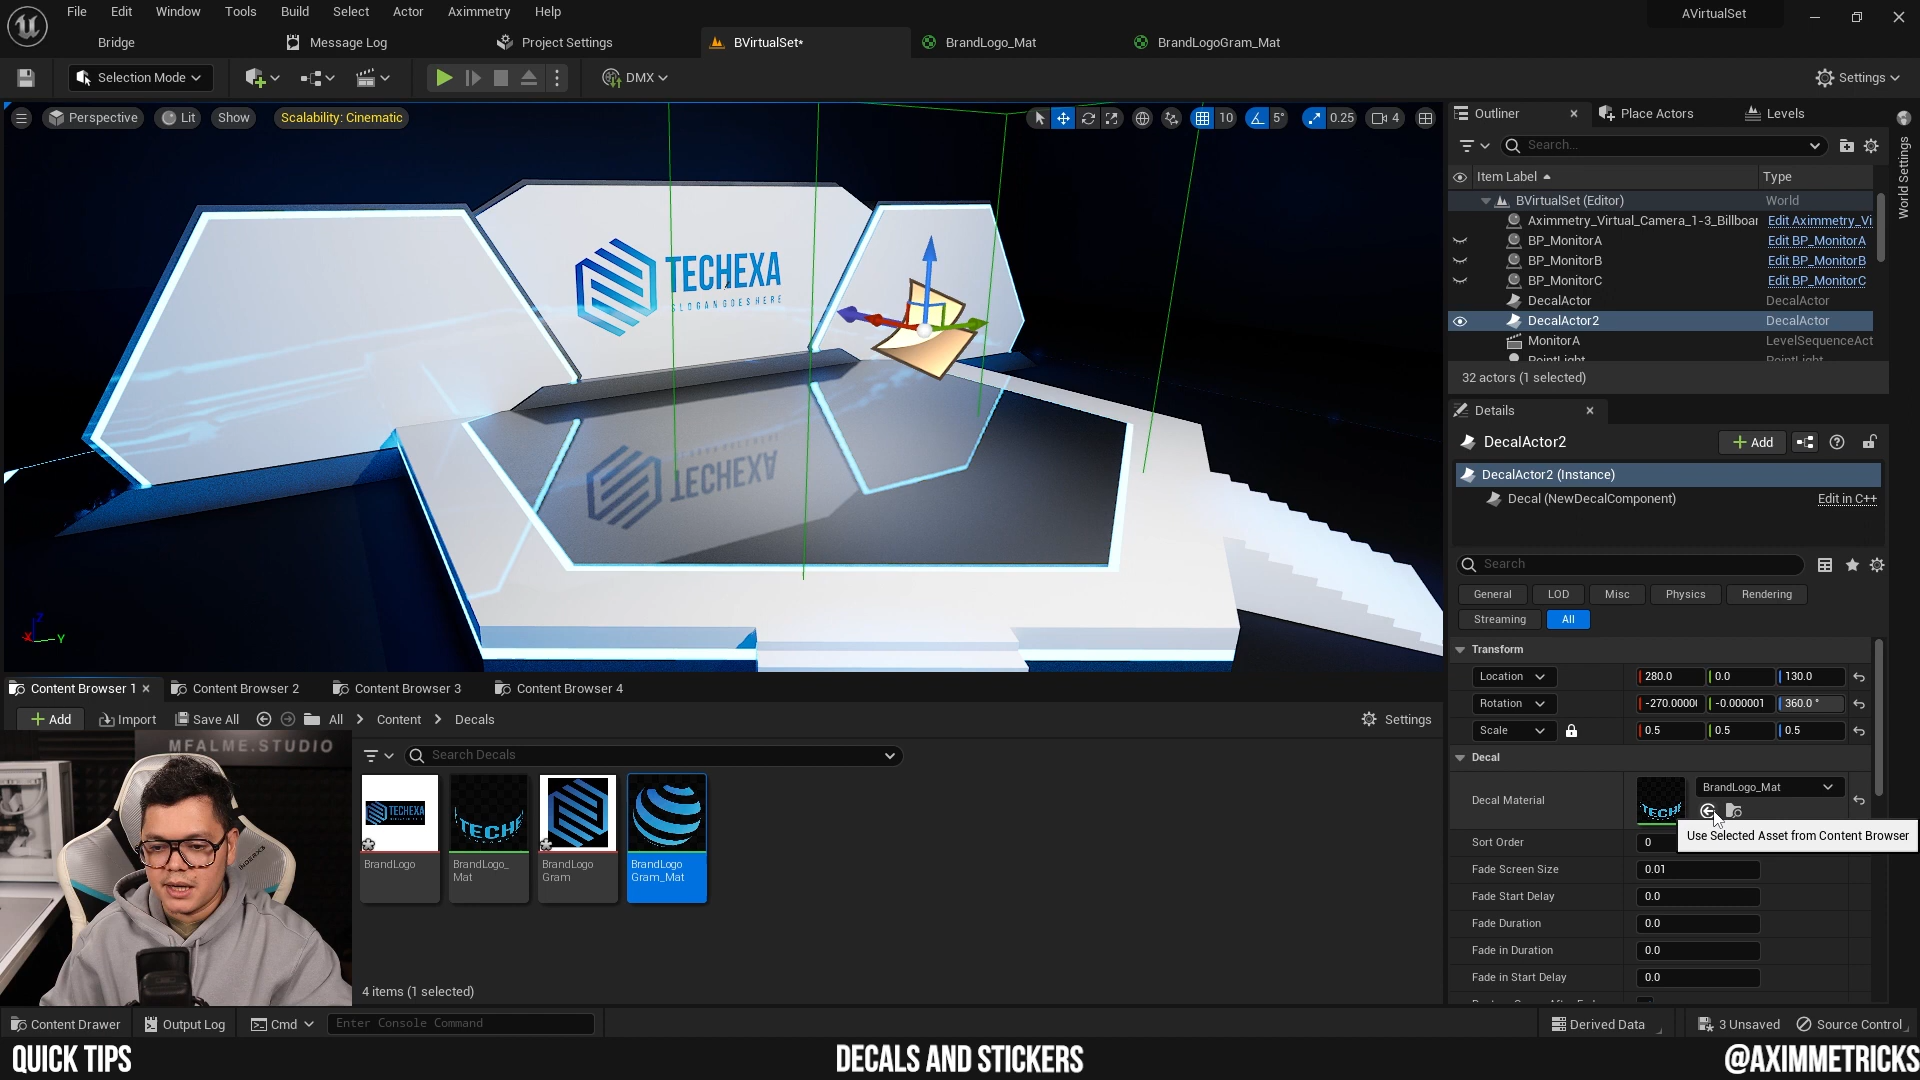 File Edit Window Tools Build Select Actor Aximmetry Help
AVirtualSet
Bridge
Message Log
Project Settings
BVirtualSet*
BrandLogo_Mat
BrandLogoGram_Mat
Selection Mode
DMX
Settings
Perspective
Lit
Show
Scalability: Cinematic
10
5°
0.25
4
TECHEXA
SLOGAN GOES HERE
TECHEXA
Outliner
Place Actors
Levels
World Settings
Search...
Item Label
Type
BVirtualSet (Editor)
World
Aximmetry_Virtual_Camera_1-3_Billboar
Edit Aximmetry_Vi
BP_MonitorA
Edit BP_MonitorA
BP_MonitorB
Edit BP_MonitorB
BP_MonitorC
Edit BP_MonitorC
DecalActor
DecalActor
DecalActor2
DecalActor
MonitorA
LevelSequenceAct
PointLight
PointLight
32 actors (1 selected)
Details
DecalActor2
Add
DecalActor2 (Instance)
Decal (NewDecalComponent)
Edit in C++
Search
General
LOD
Misc
Physics
Rendering
Streaming
All
Transform
Location
280.0
0.0
130.0
Rotation
-270.0000
-0.000001
360.0 °
Scale
0.5
0.5
0.5
Decal
Decal Material
BrandLogo_Mat
Use Selected Asset from Content Browser
Sort Order
0
Fade Screen Size
0.01
Fade Start Delay
0.0
Fade Duration
0.0
Fade in Duration
0.0
Fade in Start Delay
0.0
X
Y
Z
Content Browser 1
Content Browser 2
Content Browser 3
Content Browser 4
Add
Import
Save All
All
Content
Decals
Settings
MFALME.STUDIO
Search Decals
TECHEXA
TECHE
BrandLogo
BrandLogo_
Mat
BrandLogo
Gram
BrandLogo
Gram_Mat
4 items (1 selected)
Content Drawer
Output Log
Cmd
Enter Console Command
Derived Data
3 Unsaved
Source Control
QUICK TIPS
DECALS AND STICKERS
@AXIMMETRICKS